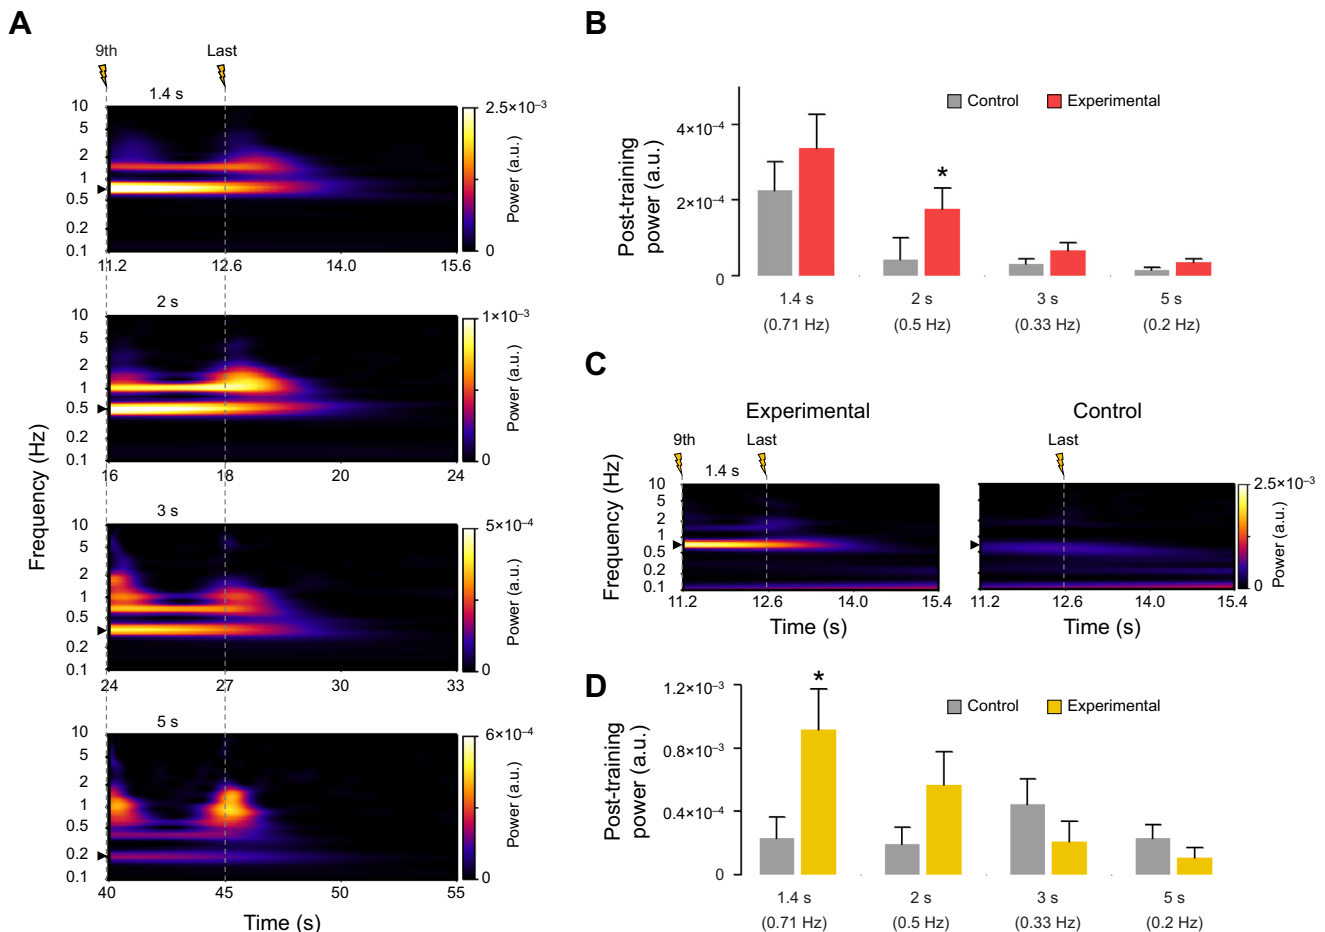 A
9th
Last
1.4 s
10
5
2
1
0.5
0.2
0.1
11.2
12.6
14.0
15.6
2.5×10⁻³
0
Power (a.u.)
2 s
10
5
2
1
0.5
0.2
0.1
16
18
20
24
1×10⁻³
0
Power (a.u.)
3 s
10
5
2
1
0.5
0.2
0.1
24
27
30
33
5×10⁻⁴
0
Power (a.u.)
5 s
10
5
2
1
0.5
0.2
0.1
40
45
50
55
6×10⁻⁴
0
Power (a.u.)
Frequency (Hz)
Time (s)
B
Control
Experimental
Post-training
power (a.u.)
4×10⁻⁴
2×10⁻⁴
0
*
1.4 s
2 s
3 s
5 s
(0.71 Hz)
(0.5 Hz)
(0.33 Hz)
(0.2 Hz)
C
Experimental
Control
9th
Last
Last
1.4 s
Frequency (Hz)
10
5
2
1
0.5
0.2
0.1
11.2
12.6
14.0
15.4
11.2
12.6
14.0
15.4
Time (s)
Time (s)
2.5×10⁻³
0
Power (a.u.)
D
Control
Experimental
Post-training
power (a.u.)
1.2×10⁻³
0.8×10⁻³
0.4×10⁻⁴
0
*
1.4 s
2 s
3 s
5 s
(0.71 Hz)
(0.5 Hz)
(0.33 Hz)
(0.2 Hz)